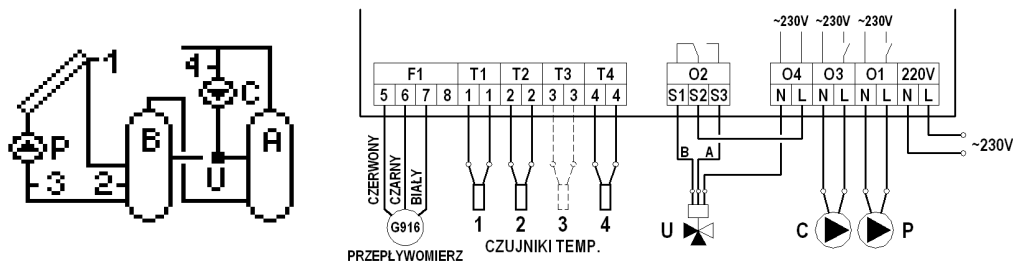 1
4
C
P
B
A
3
2
U
~230V ~230V ~230V
F1 T1 T2 T3 T4 O2 O4 O3 O1 220V
5 6 7 8 1 1 2 2 3 3 4 4 S1 S2 S3 N L N L N L N L
CZERWONY
CZARNY
BIAŁY
B A
~230V
G916
1 2 3 4
U C P
CZUJNIKI TEMP.
PRZEPŁYWOMIERZ